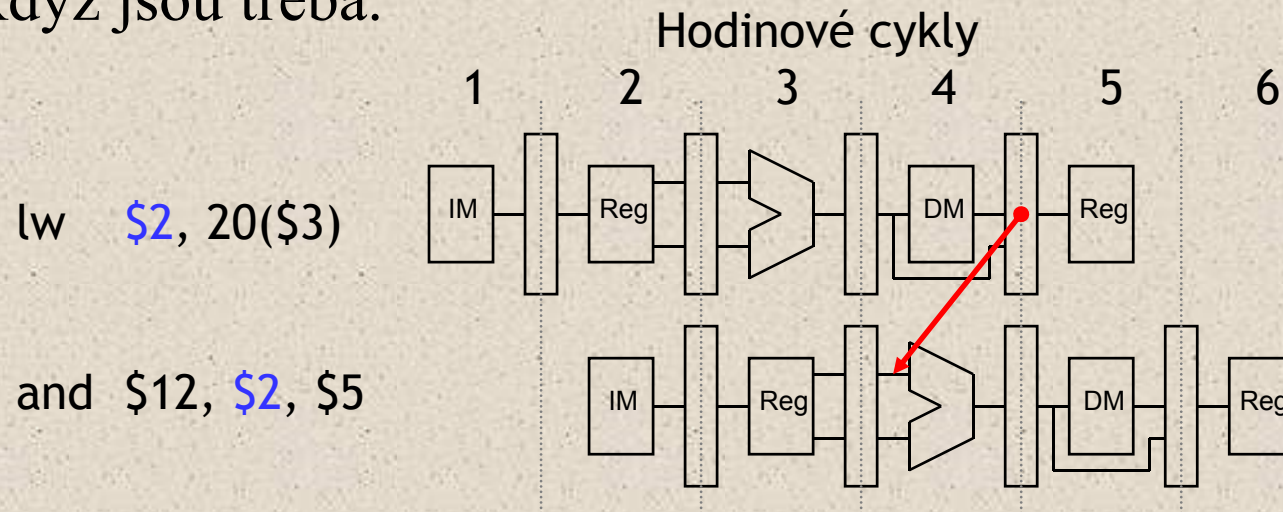 když jsou třeba.
Hodinové cykly
1 2 3 4 5 6
lw $2, 20($3)
IM Reg DM Reg
and $12, $2, $5
IM Reg DM Reg